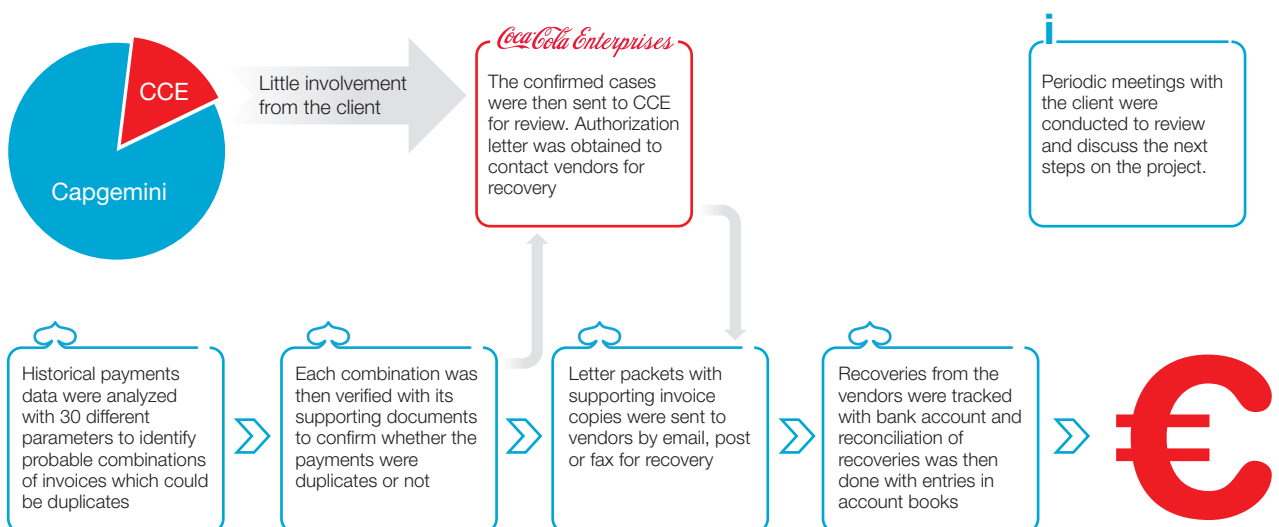 CCE
Capgemini
Little involvement
from the client
Coca-Cola Enterprises
The confirmed cases
were then sent to CCE
for review. Authorization
letter was obtained to
contact vendors for
recovery
i
Periodic meetings with
the client were
conducted to review
and discuss the next
steps on the project.
Historical payments
data were analyzed
with 30 different
parameters to identify
probable combinations
of invoices which could
be duplicates
Each combination was
then verified with its
supporting documents
to confirm whether the
payments were
duplicates or not
Letter packets with
supporting invoice
copies were sent to
vendors by email, post
or fax for recovery
Recoveries from the
vendors were tracked
with bank account and
reconciliation of
recoveries was then
done with entries in
account books
€